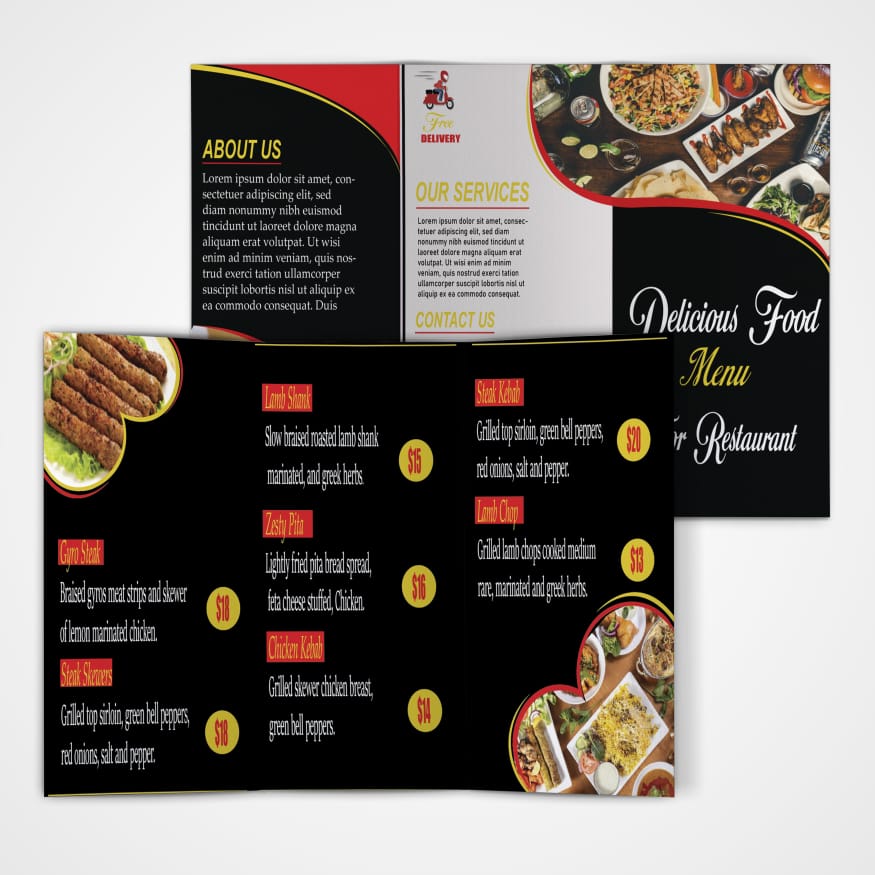 ABOUT US
Lorem ipsum dolor sit amet, con-
sectetuer adipiscing elit, sed
diam nonummy nibh euismod
tincidunt ut laoreet dolore magna
aliquam erat volutpat. Ut wisi
enim ad minim veniam, quis nos-
trud exerci tation ullamcorper
suscipit lobortis nisl ut aliquip ex
ea commodo consequat. Duis
Free
DELIVERY
OUR SERVICES
Lorem ipsum dolor sit amet, consec-
tetuer adipiscing elit, sed diam
nonummy nibh euismod tincidunt ut
laoreet dolore magna aliquam erat
volutpat. Ut wisi enim ad minim
veniam, quis nostrud exerci tation
ullamcorper suscipit lobortis nisl ut
aliquip ex ea commodo consequat.
CONTACT US
Delicious Food
Menu
Restaurant
Gyro Steak
Braised gyros meat strips and skewer
of lemon marinated chicken.
$18
Steak Skewers
Grilled top sirloin, green bell peppers,
red onions, salt and pepper.
$18
Lamb Shank
Slow braised roasted lamb shank
marinated, and greek herbs.
$15
Zesty Pita
Lightly fried pita bread spread,
feta cheese stuffed, Chicken.
$16
Chicken Kebab
Grilled skewer chicken breast,
green bell peppers.
$14
Steak Kebab
Grilled top sirloin, green bell peppers,
red onions, salt and pepper.
$20
Lamb Chop
Grilled lamb chops cooked medium
rare, marinated and greek herbs.
$13